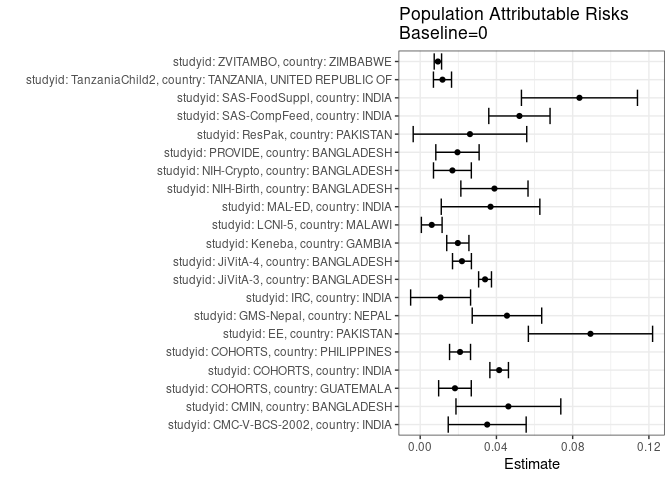 Population Attributable Risks
Baseline=0
studyid: ZVITAMBO, country: ZIMBABWE
studyid: TanzaniaChild2, country: TANZANIA, UNITED REPUBLIC OF
studyid: SAS-FoodSuppl, country: INDIA
studyid: SAS-CompFeed, country: INDIA
studyid: ResPak, country: PAKISTAN
studyid: PROVIDE, country: BANGLADESH
studyid: NIH-Crypto, country: BANGLADESH
studyid: NIH-Birth, country: BANGLADESH
studyid: MAL-ED, country: INDIA
studyid: LCNI-5, country: MALAWI
studyid: Keneba, country: GAMBIA
studyid: JiVitA-4, country: BANGLADESH
studyid: JiVitA-3, country: BANGLADESH
studyid: IRC, country: INDIA
studyid: GMS-Nepal, country: NEPAL
studyid: EE, country: PAKISTAN
studyid: COHORTS, country: PHILIPPINES
studyid: COHORTS, country: INDIA
studyid: COHORTS, country: GUATEMALA
studyid: CMIN, country: BANGLADESH
studyid: CMC-V-BCS-2002, country: INDIA
0.00 0.04 0.08 0.12
Estimate